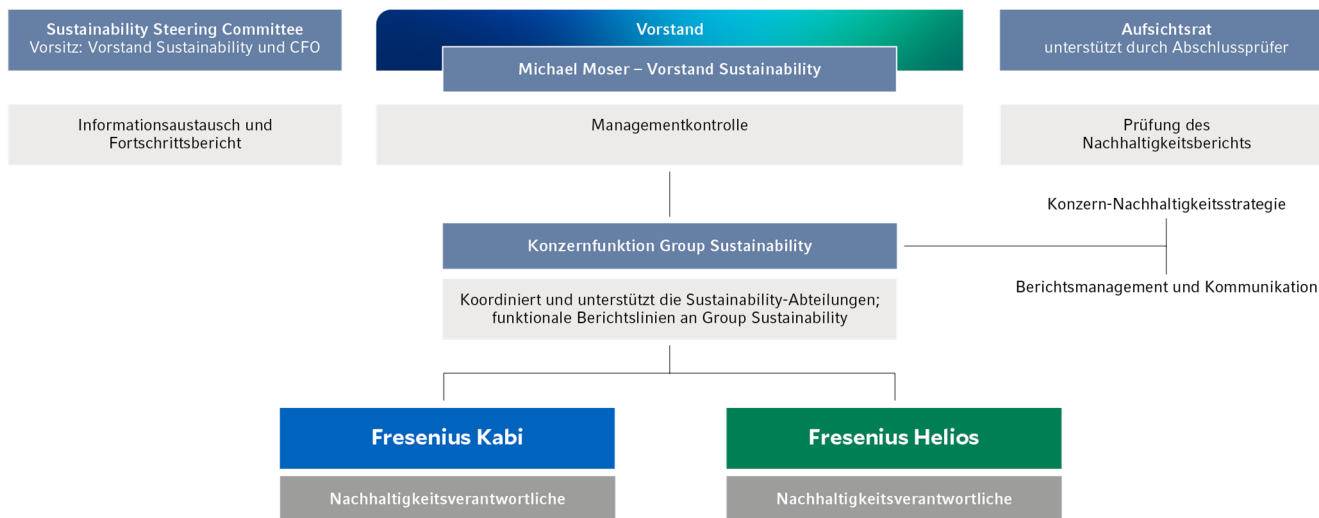 Sustainability Steering Committee
Vorsitz: Vorstand Sustainability und CFO
Informationsaustausch und
Fortschrittsbericht
Vorstand
Michael Moser – Vorstand Sustainability
Managementkontrolle
Aufsichtsrat
unterstützt durch Abschlussprüfer
Prüfung des
Nachhaltigkeitsberichts
Konzern-Nachhaltigkeitsstrategie
Konzernfunktion Group Sustainability
Berichtsmanagement und Kommunikation
Koordiniert und unterstützt die Sustainability-Abteilungen;
funktionale Berichtslinien an Group Sustainability
Fresenius Kabi
Nachhaltigkeitsverantwortliche
Fresenius Helios
Nachhaltigkeitsverantwortliche